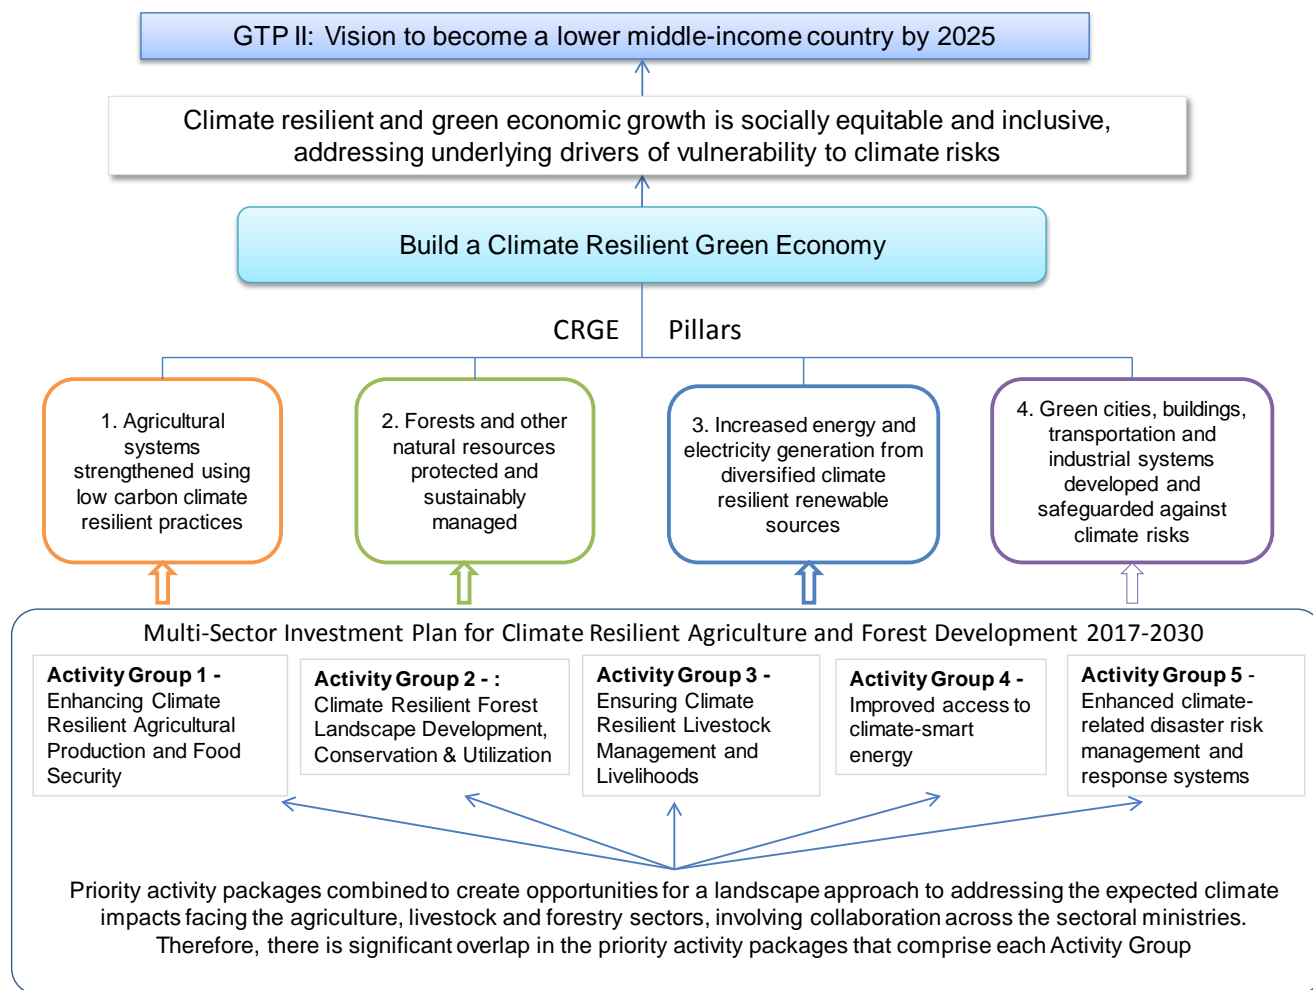 GTP II: Vision to become a lower middle-income country by 2025
Climate resilient and green economic growth is socially equitable and inclusive,
addressing underlying drivers of vulnerability to climate risks
Build a Climate Resilient Green Economy
CRGE Pillars
1. Agricultural
systems
strengthened using
low carbon climate
resilient practices
2. Forests and other
natural resources
protected and
sustainably
managed
3. Increased energy and
electricity generation from
diversified climate
resilient renewable
sources
4. Green cities, buildings,
transportation and
industrial systems
developed and
safeguarded against
climate risks
Multi-Sector Investment Plan for Climate Resilient Agriculture and Forest Development 2017-2030
Activity Group 1 -
Enhancing Climate
Resilient Agricultural
Production and Food
Security
Activity Group 2 - :
Climate Resilient Forest
Landscape Development,
Conservation & Utilization
Activity Group 3 -
Ensuring Climate
Resilient Livestock
Management and
Livelihoods
Activity Group 4 -
Improved access to
climate-smart
energy
Activity Group 5 -
Enhanced climate-
related disaster risk
management and
response systems
Priority activity packages combined to create opportunities for a landscape approach to addressing the expected climate
impacts facing the agriculture, livestock and forestry sectors, involving collaboration across the sectoral ministries.
Therefore, there is significant overlap in the priority activity packages that comprise each Activity Group